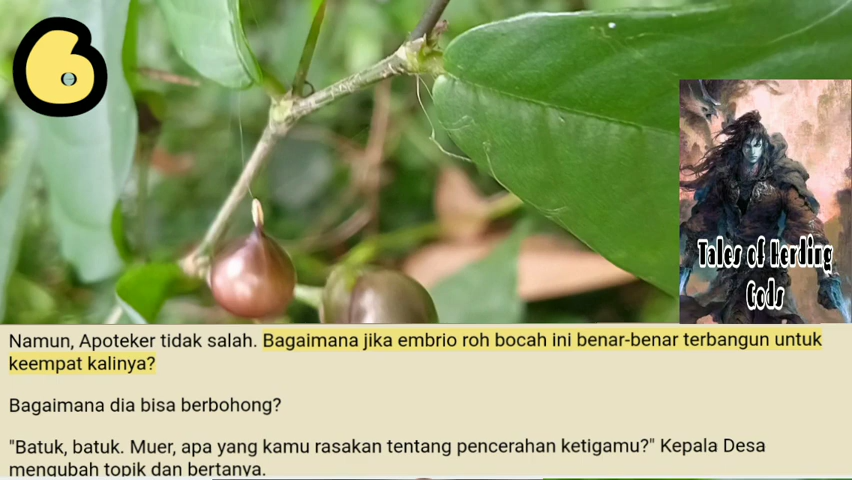 6
Tales of Herding
Gods
Namun, Apoteker tidak salah. Bagaimana jika embrio roh bocah ini benar-benar terbangun untuk
keempat kalinya?
Bagaimana dia bisa berbohong?
"Batuk, batuk. Muer, apa yang kamu rasakan tentang pencerahan ketigamu?" Kepala Desa
mengubah topik dan bertanya.